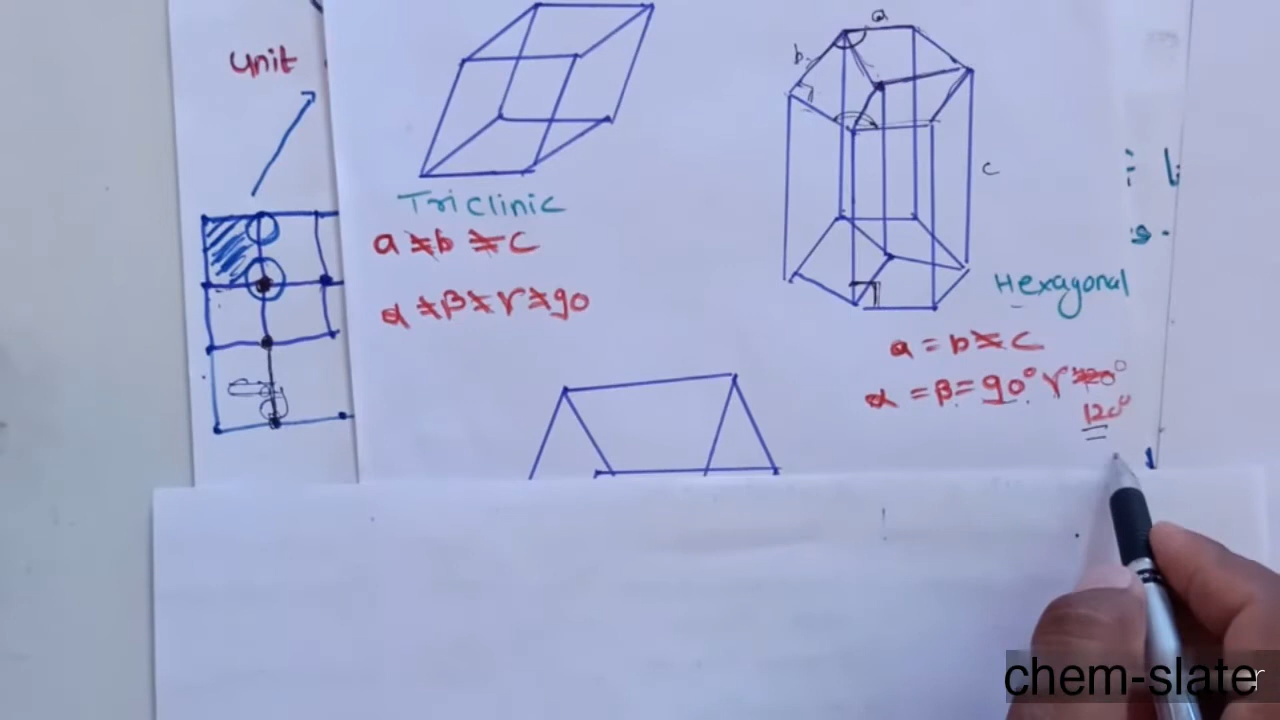 unit
Triclinic
a ≠ b ≠ c
α ≠ β ≠ γ ≠ 90
a
b
c
Hexagonal
a = b ≠ c
α = β = 90° γ
120°
chem-slate